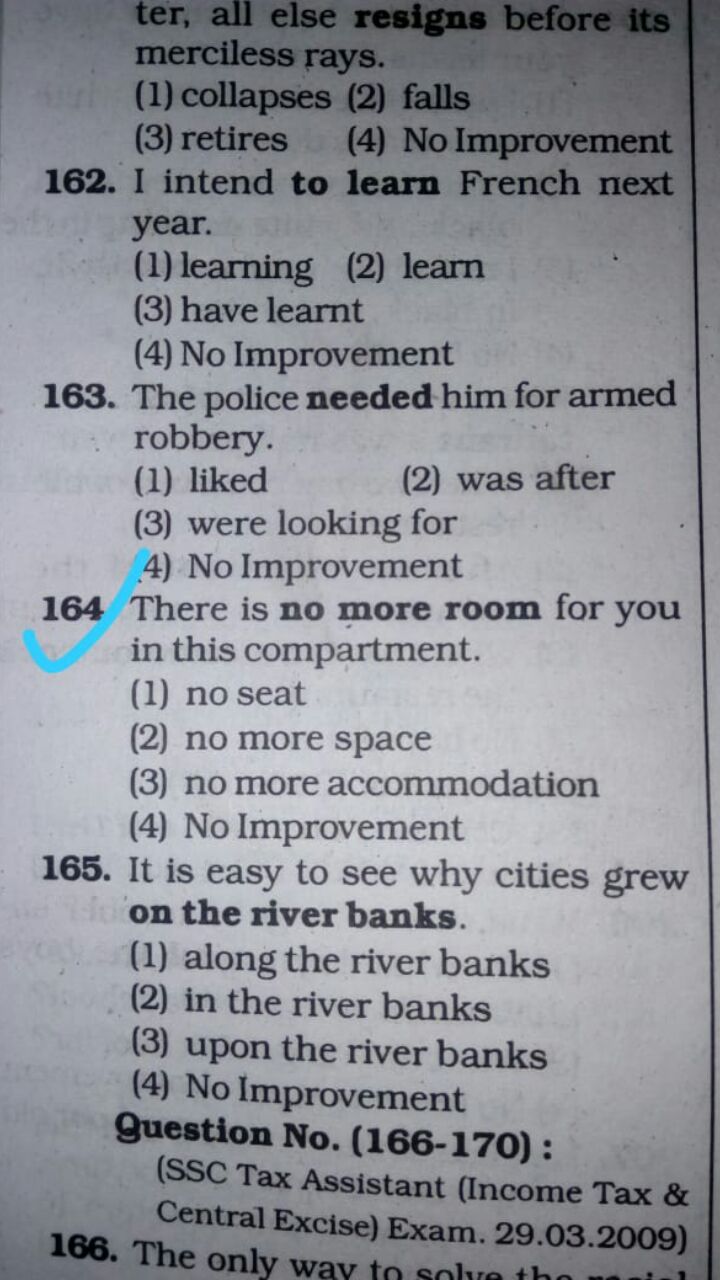 ter, all else resigns before its
merciless rays.
(1) collapses (2) falls
(3) retires (4) No Improvement
162. I intend to learn French next
year.
(1) learning (2) learn
(3) have learnt
(4) No Improvement
163. The police needed him for armed
robbery.
(1) liked (2) was after
(3) were looking for
4) No Improvement
164 There is no more room for you
in this compartment.
(1) no seat
(2) no more space
(3) no more accommodation
(4) No Improvement
165. It is easy to see why cities grew
on the river banks.
(1) along the river banks
(2) in the river banks
(3) upon the river banks
(4) No Improvement
Question No. (166-170) :
(SSC Tax Assistant (Income Tax &
Central Excise) Exam. 29.03.2009)
166. The only way to solve the